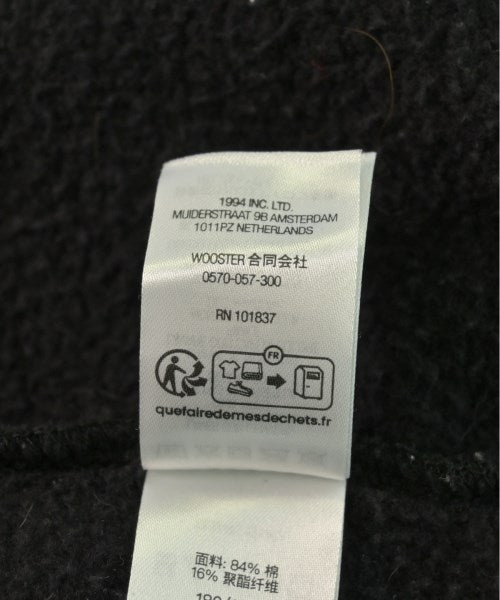 1994 INC. LTD.
MUIDERSTRAAT 9B AMSTERDAM
1011PZ NETHERLANDS
WOOSTER 合同会社
0570-057-300
RN 101837
FR
quefairedemesdechets.fr
面料: 84% 棉
16% 聚酯纤维